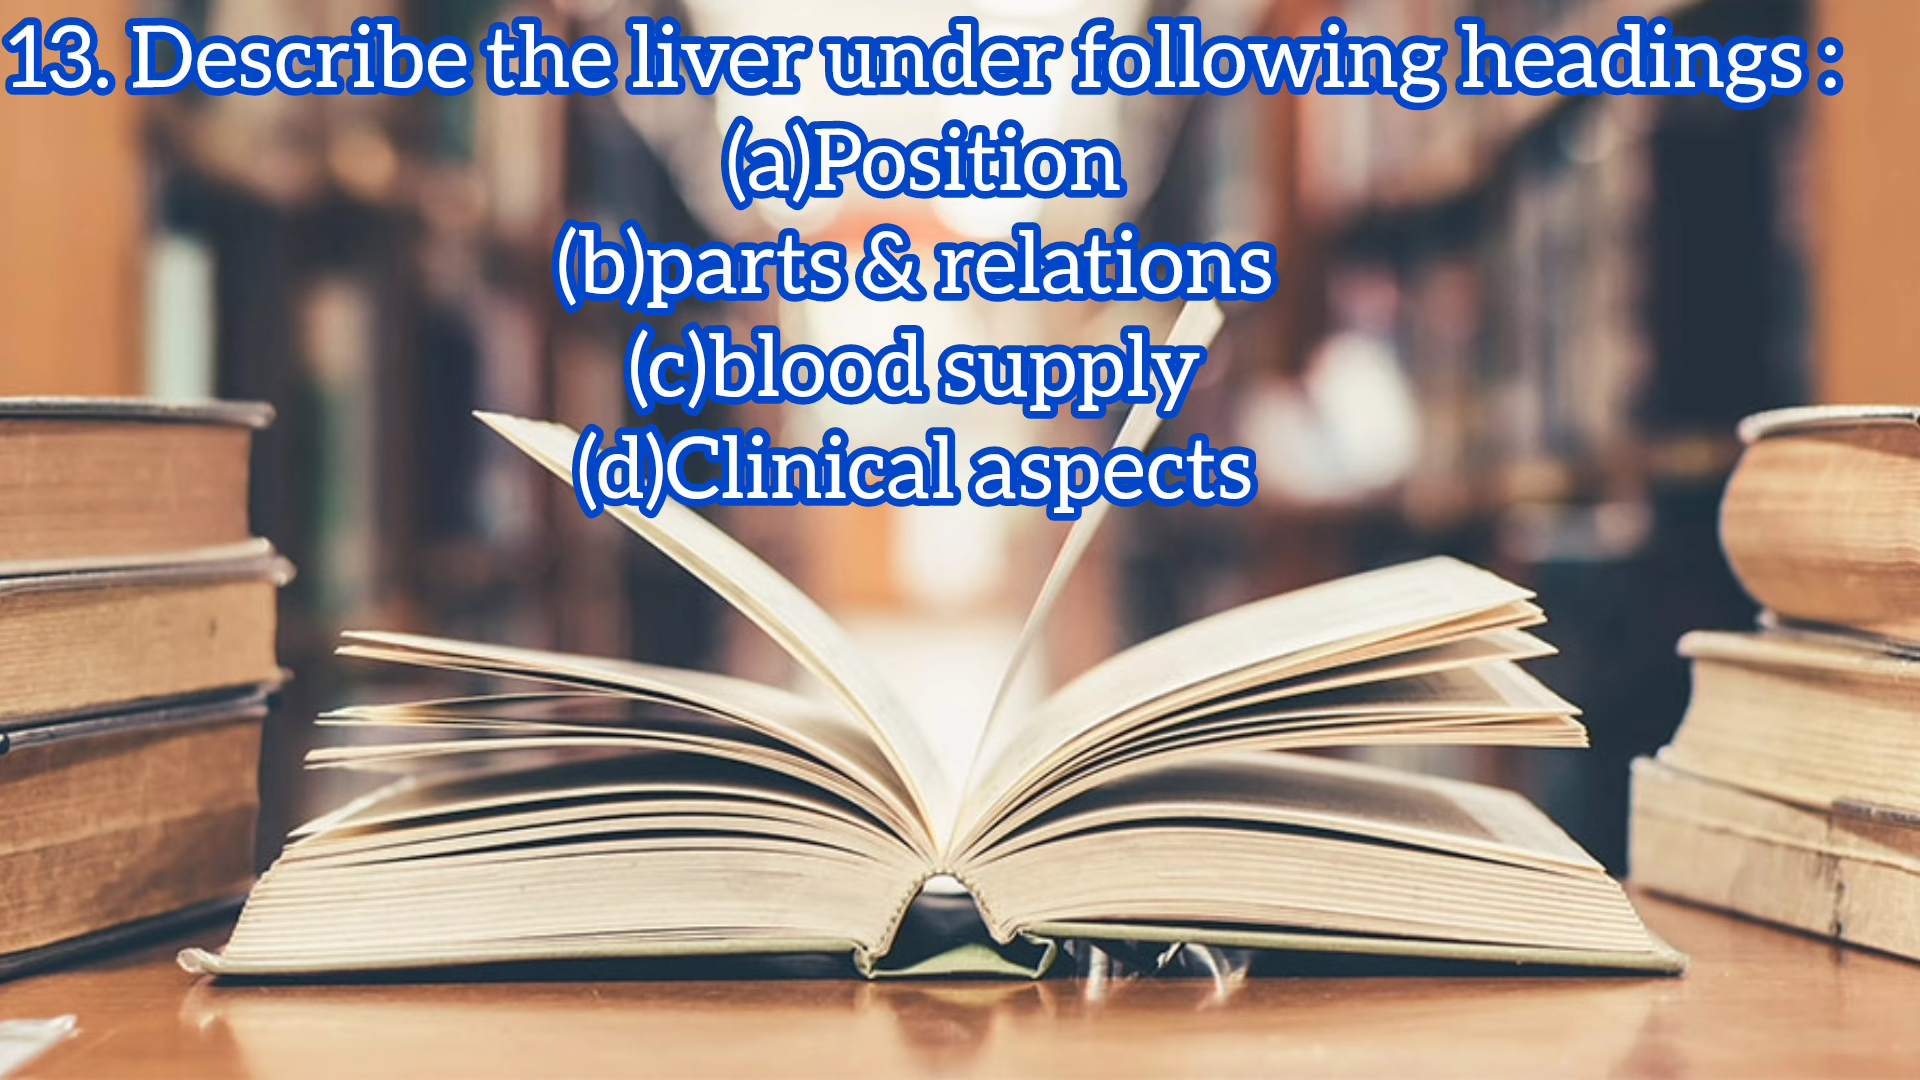 13. Describe the liver under following headings :
(a)Position
(b)parts & relations
(c)blood supply
(d)Clinical aspects